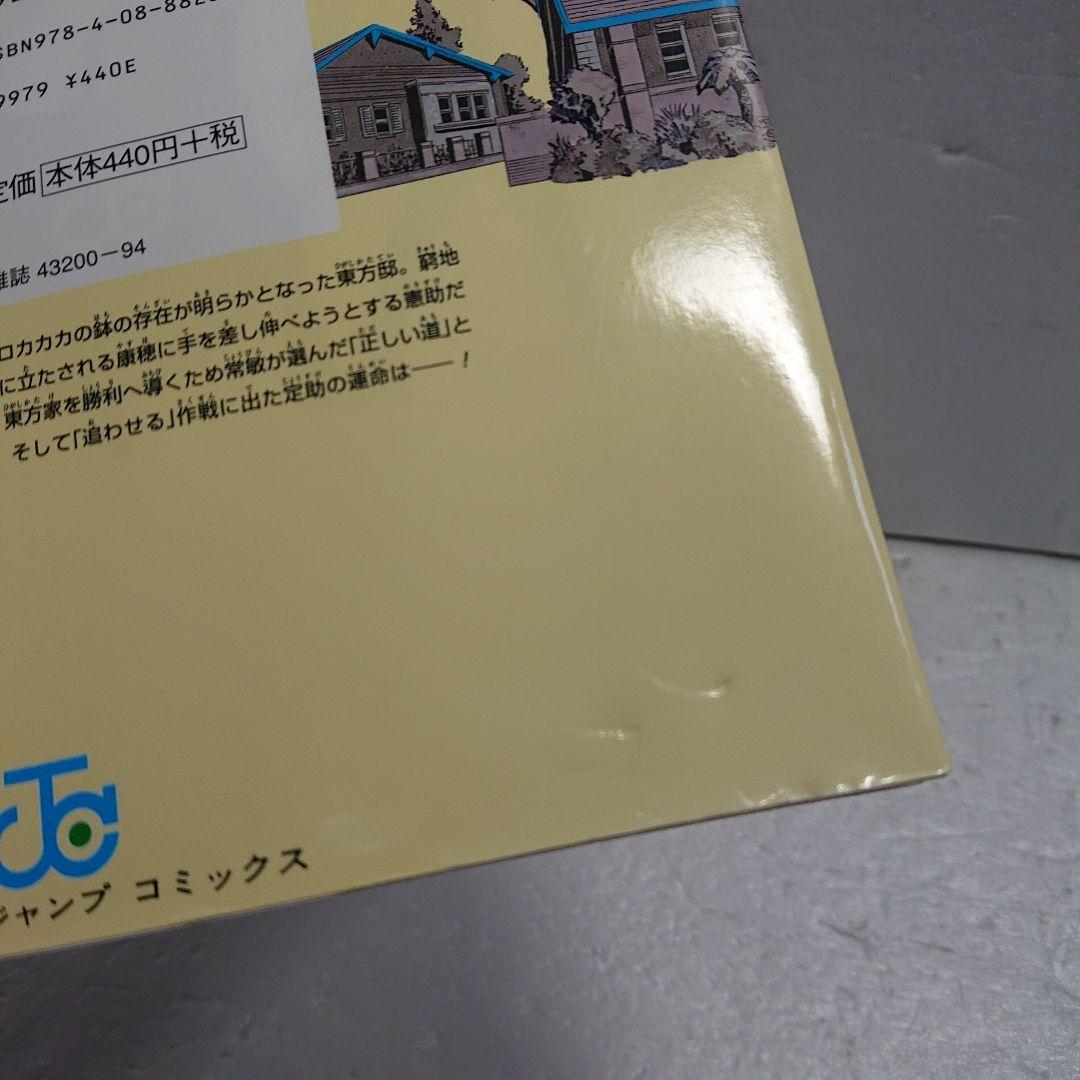 SBN978-4-08-882
9979 ¥440E
定価 本体440円+税
雑誌 43200-94
ロカカカの鉢の存在が明らかとなった東方邸。窮地
に立たされる康穂に手を差し伸べようとする憲助だ
東方家を勝利へ導くため常敏が選んだ「正しい道」と
そして「追わせる」作戦に出た定助の運命は――!
JC
ジャンプ コミックス